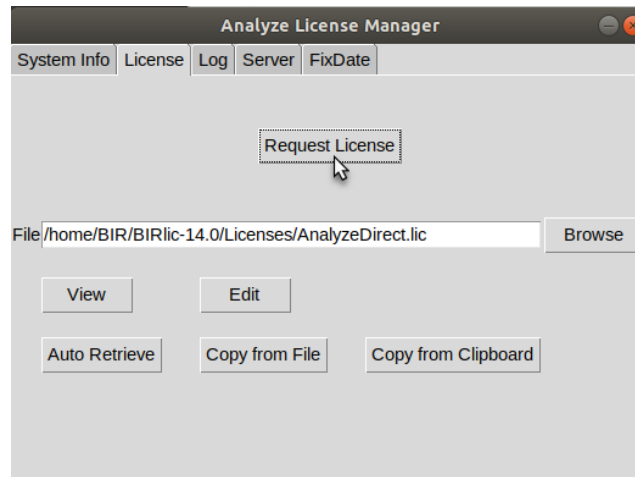 Analyze License Manager
System Info License Log Server FixDate
Request License
File /home/BIR/BIRlic-14.0/Licenses/AnalyzeDirect.lic Browse
View Edit
Auto Retrieve Copy from File Copy from Clipboard